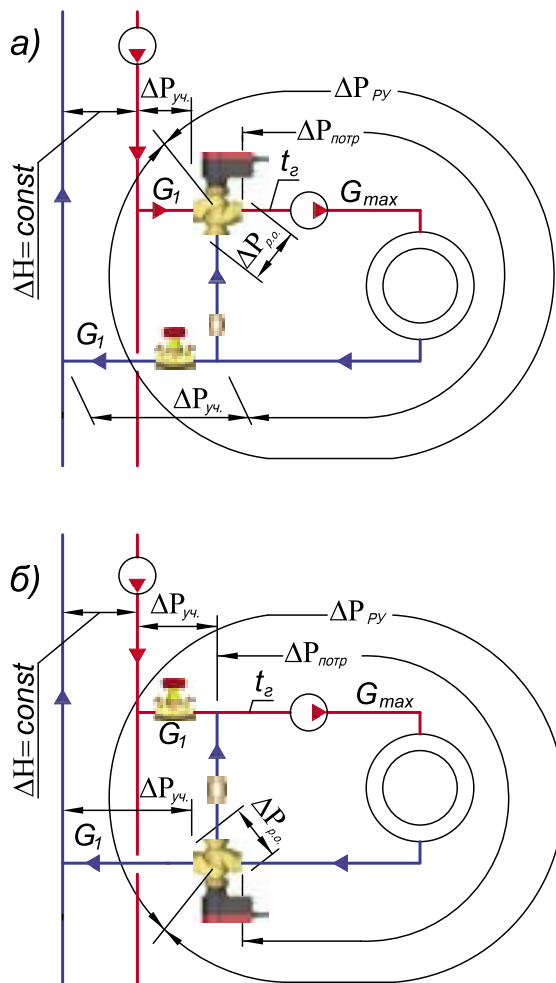 а)
ΔPуч.
ΔPРУ
ΔPпотр
tг
G1
Gmax
ΔH=const
ΔPр.о.
G1
ΔPуч.
б)
ΔPуч.
ΔPРУ
ΔPпотр
tг
Gmax
ΔH=const
G1
ΔPуч.
ΔPр.о.
G1